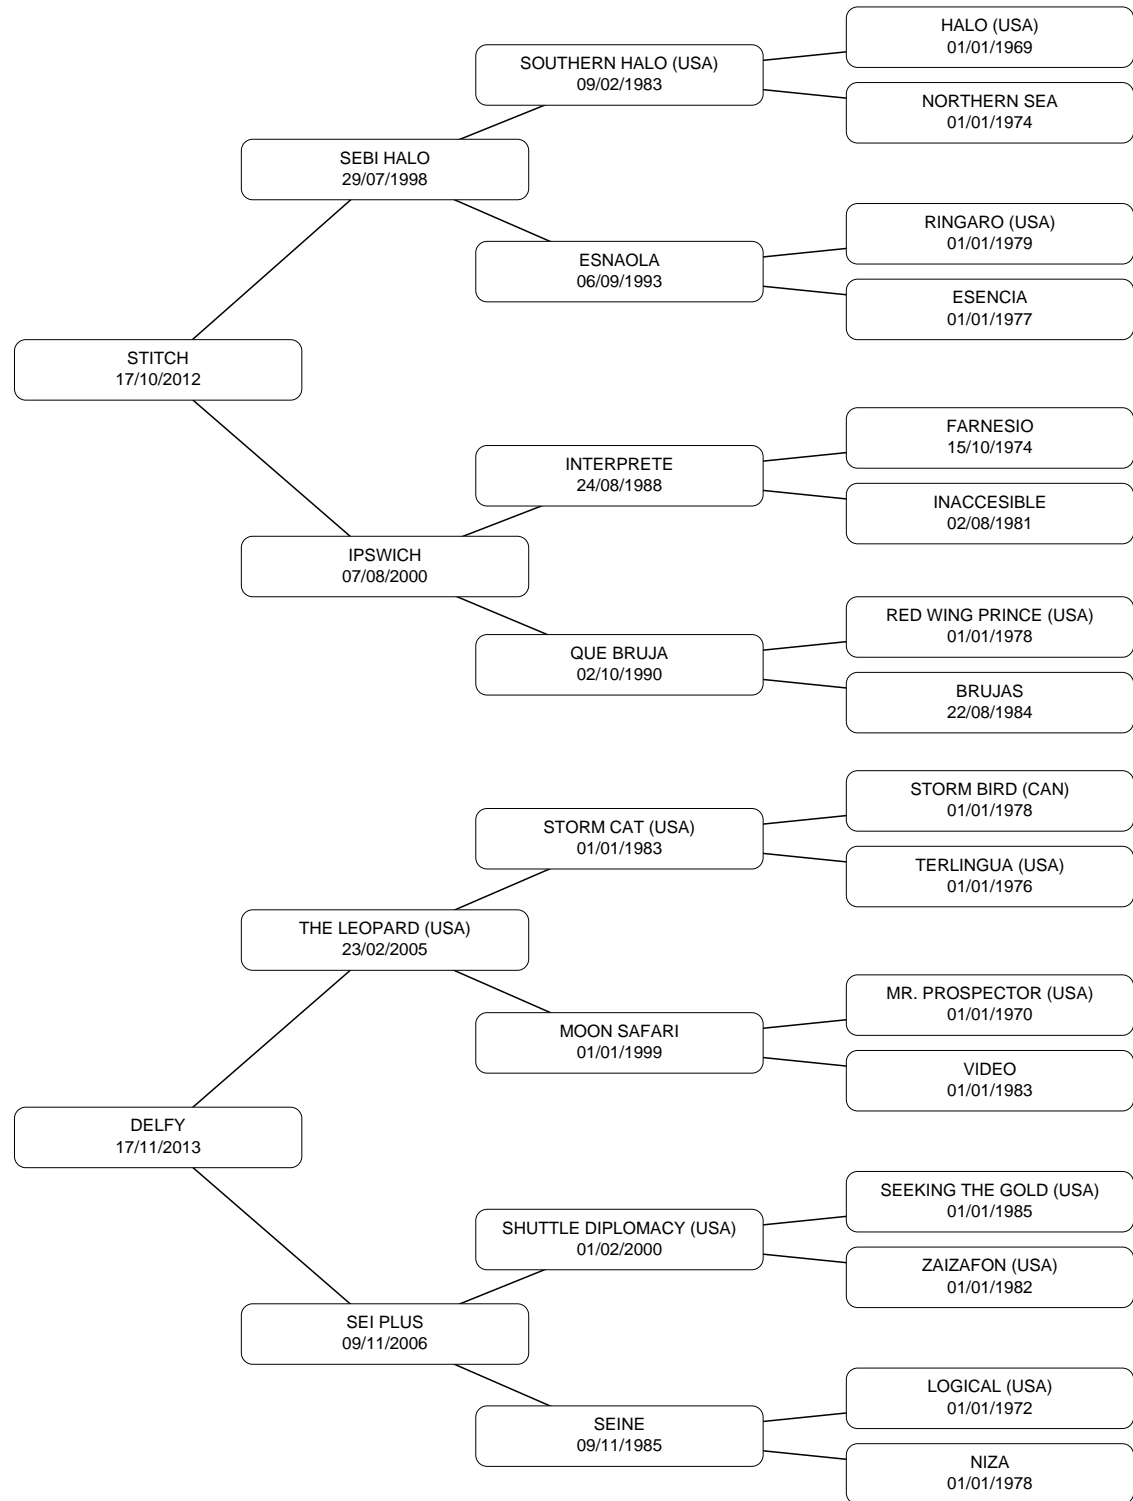 HALO (USA)
01/01/1969
SOUTHERN HALO (USA)
09/02/1983
NORTHERN SEA
01/01/1974
SEBI HALO
29/07/1998
RINGARO (USA)
01/01/1979
ESNAOLA
06/09/1993
ESENCIA
01/01/1977
STITCH
17/10/2012
FARNESIO
15/10/1974
INTERPRETE
24/08/1988
INACCESIBLE
02/08/1981
IPSWICH
07/08/2000
RED WING PRINCE (USA)
01/01/1978
QUE BRUJA
02/10/1990
BRUJAS
22/08/1984
STORM BIRD (CAN)
01/01/1978
STORM CAT (USA)
01/01/1983
TERLINGUA (USA)
01/01/1976
THE LEOPARD (USA)
23/02/2005
MR. PROSPECTOR (USA)
01/01/1970
MOON SAFARI
01/01/1999
VIDEO
01/01/1983
DELFY
17/11/2013
SEEKING THE GOLD (USA)
01/01/1985
SHUTTLE DIPLOMACY (USA)
01/02/2000
ZAIZAFON (USA)
01/01/1982
SEI PLUS
09/11/2006
LOGICAL (USA)
01/01/1972
SEINE
09/11/1985
NIZA
01/01/1978